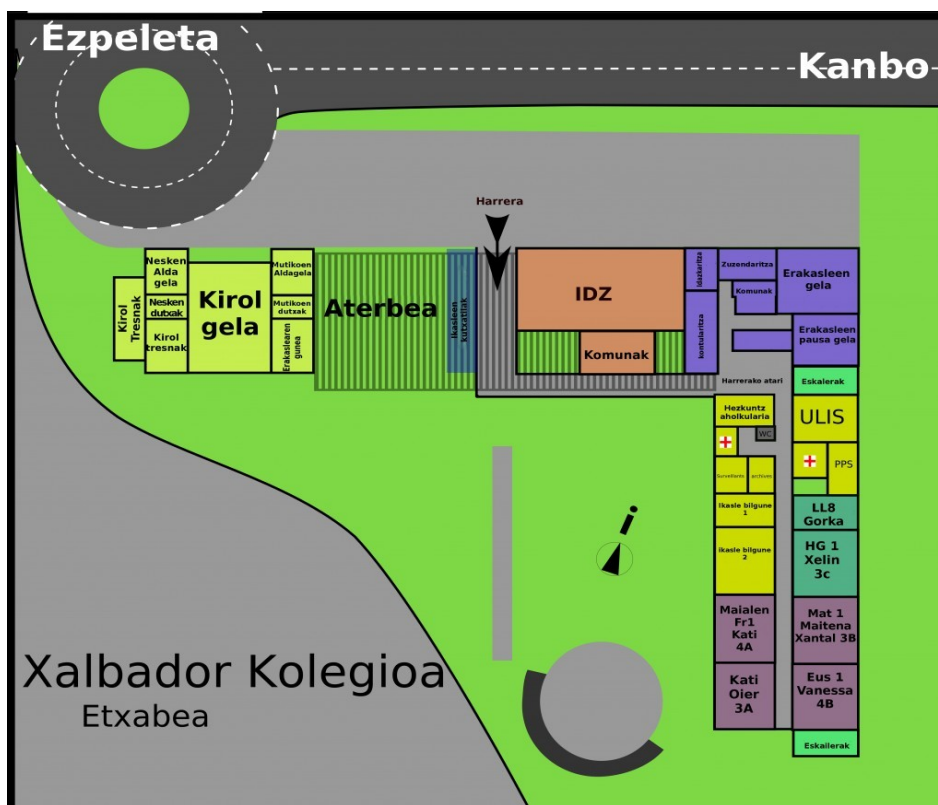 Ezpeleta
Kanbo
Harrera
Nesken
Alda
gela
Mutikoen
Aldagela
Kirol
Tresnak
Nesken
dutxak
Kirol
gela
Mutikoen
dutxak
Kirol
tresnak
Erakaslearen
gunea
Aterbea
Ikasleen
kutxatilak
IDZ
Komunak
Idazkaritza
kontularitza
Zuzendaritza
Komunak
Erakasleen
gela
Erakasleen
pausa gela
Harrerako atari
Eskalerak
Hezkuntz
aholkularia
WC
ULIS
PPS
Surveillants
archives
Ikasle bilgune
1
ikasle bilgune
2
LL8
Gorka
HG 1
Xelin
3c
Maialen
Fr1
Kati
4A
Mat 1
Maitena
Xantal 3B
Kati
Oier
3A
Eus 1
Vanessa
4B
Eskailerak
i
Xalbador Kolegioa
Etxabea